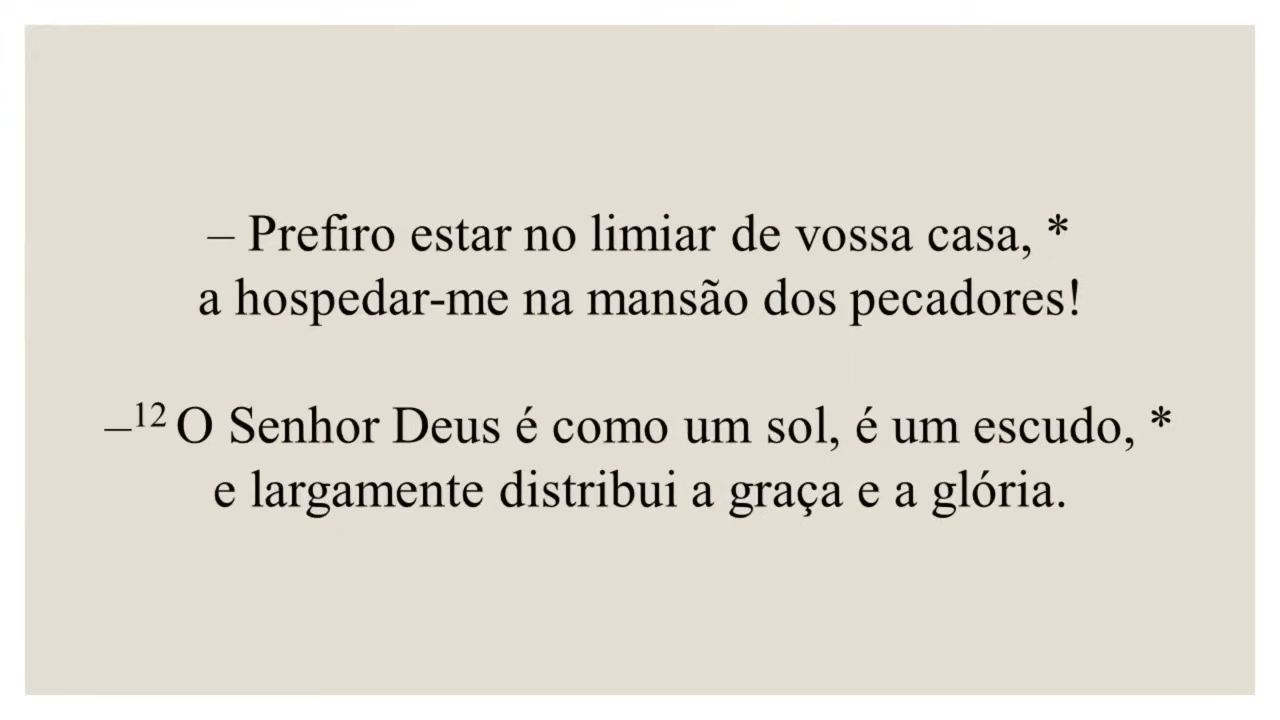 – Prefiro estar no limiar de vossa casa, *
a hospedar-me na mansão dos pecadores!
–¹² O Senhor Deus é como um sol, é um escudo, *
e largamente distribui a graça e a glória.